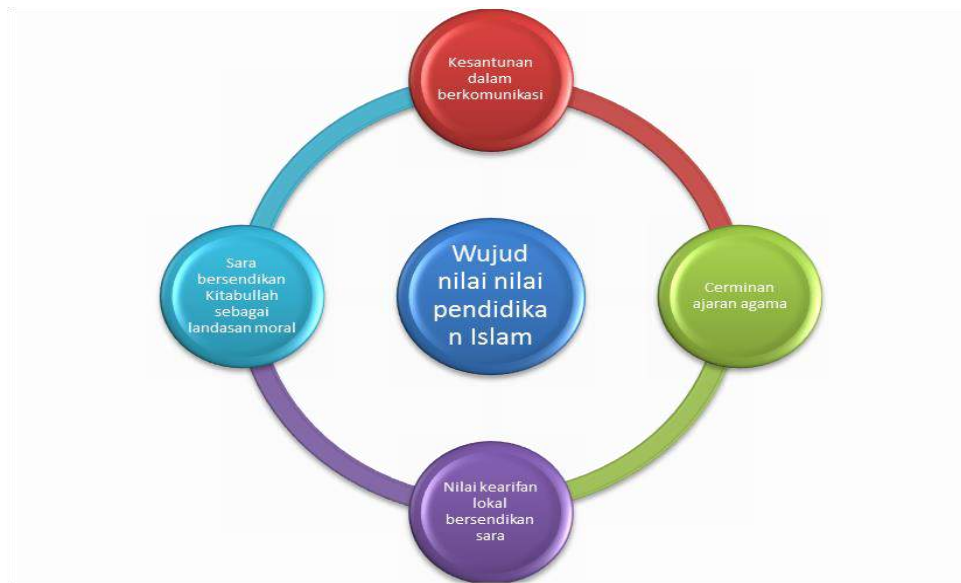 Kesantunan
dalam
berkomunikasi
Sara
bersendikan
Kitabullah
sebagai
landasan moral
Wujud
nilai nilai
pendidika
n Islam
Cerminan
ajaran agama
Nilai kearifan
lokal
bersendikan
sara